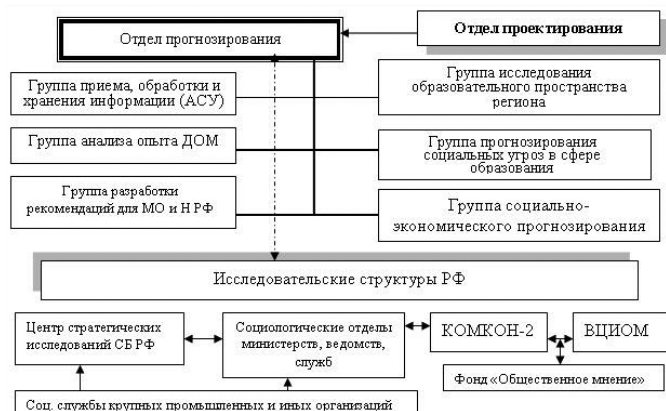 Отдел прогнозирования
Отдел проектирования
Группа приема, обработки и
хранения информации (АСУ)
Группа исследования
образовательного пространства
региона
Группа анализа опыта ДОМ
Группа прогнозирования
социальных угроз в сфере
образования
Группа разработки
рекомендаций для МО и Н РФ
Группа социально-
экономического прогнозирования
Исследовательские структуры РФ
Центр стратегических
исследований СБ РФ
Социологические отделы
министерств, ведомств,
служб
КОМКОН-2
ВЦИОМ
Фонд «Общественное мнение»
Соц. службы крупных промышленных и иных организаций